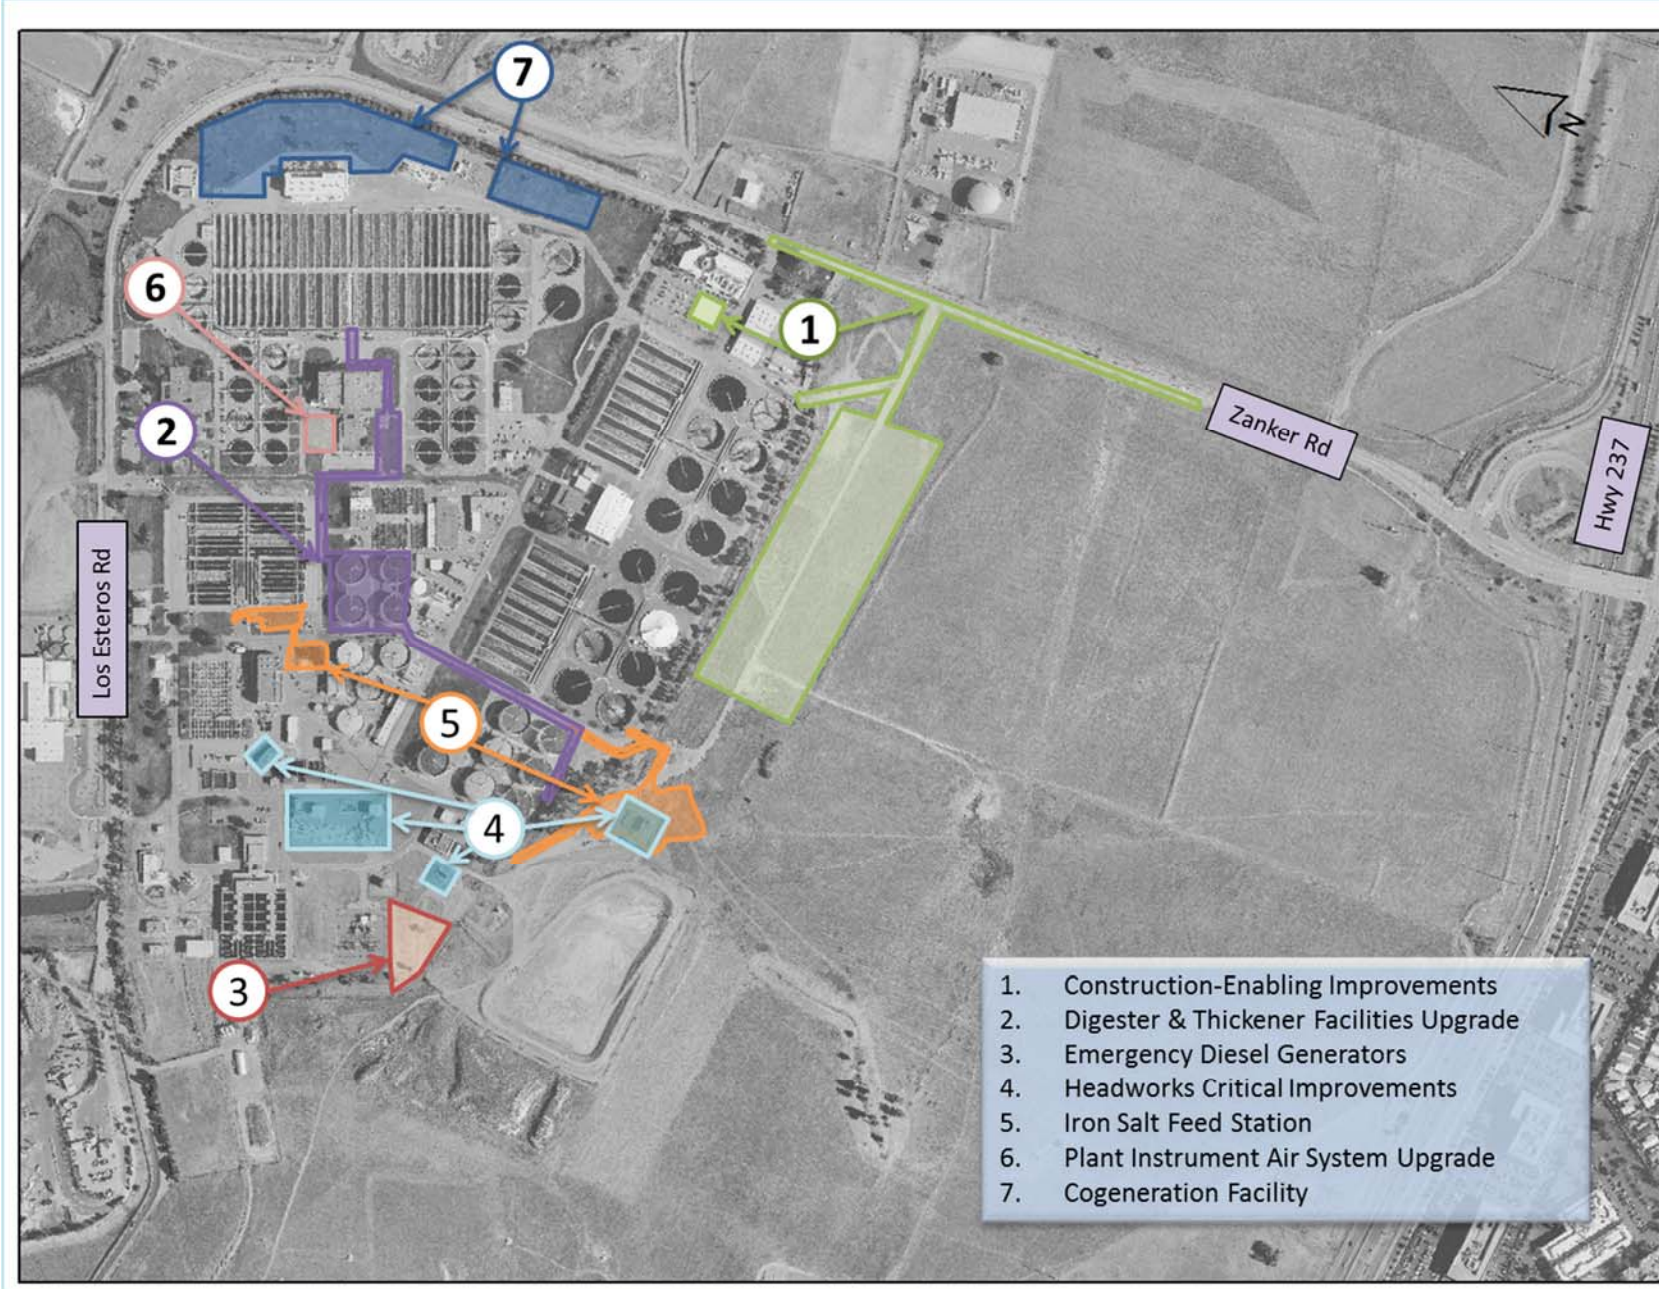 7
N
6
1
2
Zanker Rd
Hwy 237
Los Esteros Rd
5
4
3
1. Construction-Enabling Improvements
2. Digester & Thickener Facilities Upgrade
3. Emergency Diesel Generators
4. Headworks Critical Improvements
5. Iron Salt Feed Station
6. Plant Instrument Air System Upgrade
7. Cogeneration Facility